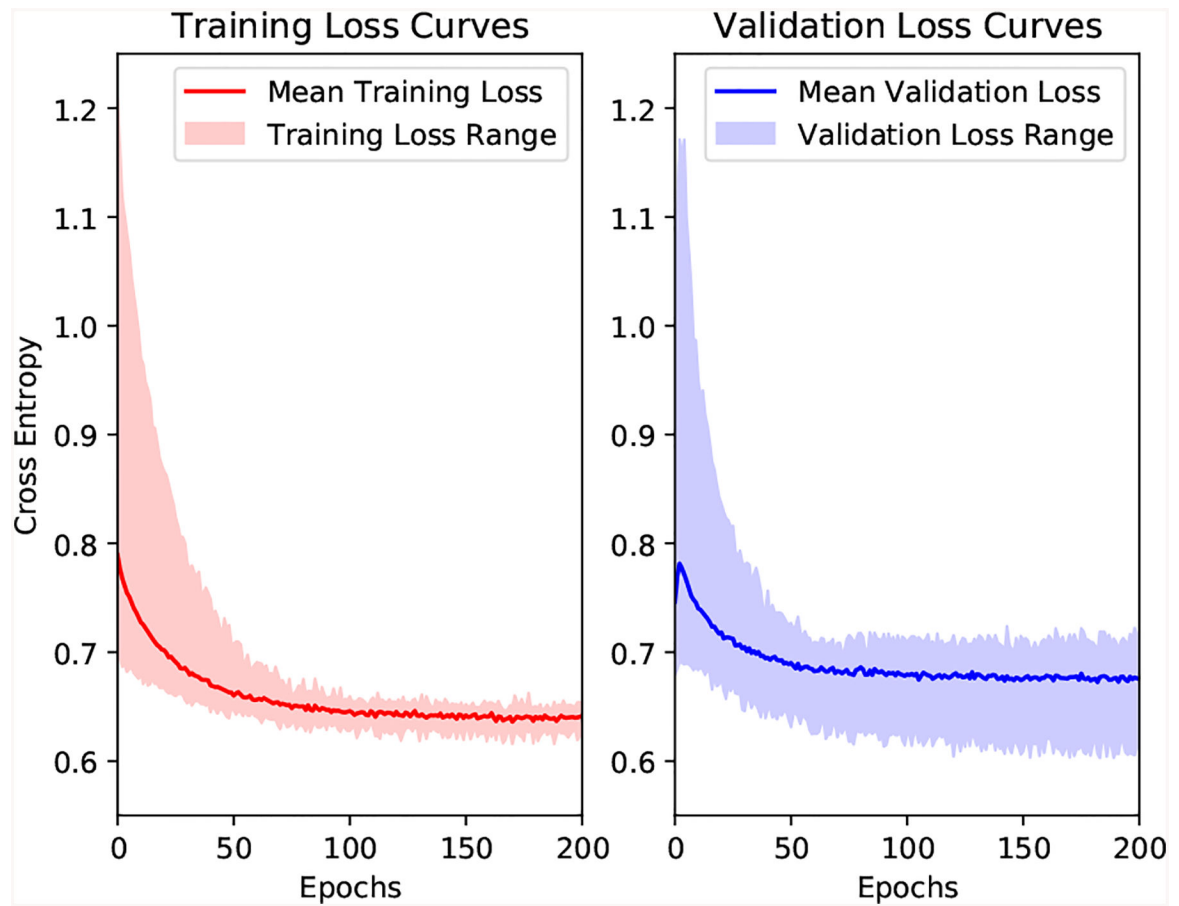 Training Loss Curves
Mean Training Loss
Training Loss Range
1.2
1.1
1.0
0.9
0.8
0.7
0.6
Cross Entropy
0 50 100 150 200
Epochs
Validation Loss Curves
Mean Validation Loss
Validation Loss Range
1.2
1.1
1.0
0.9
0.8
0.7
0.6
0 50 100 150 200
Epochs